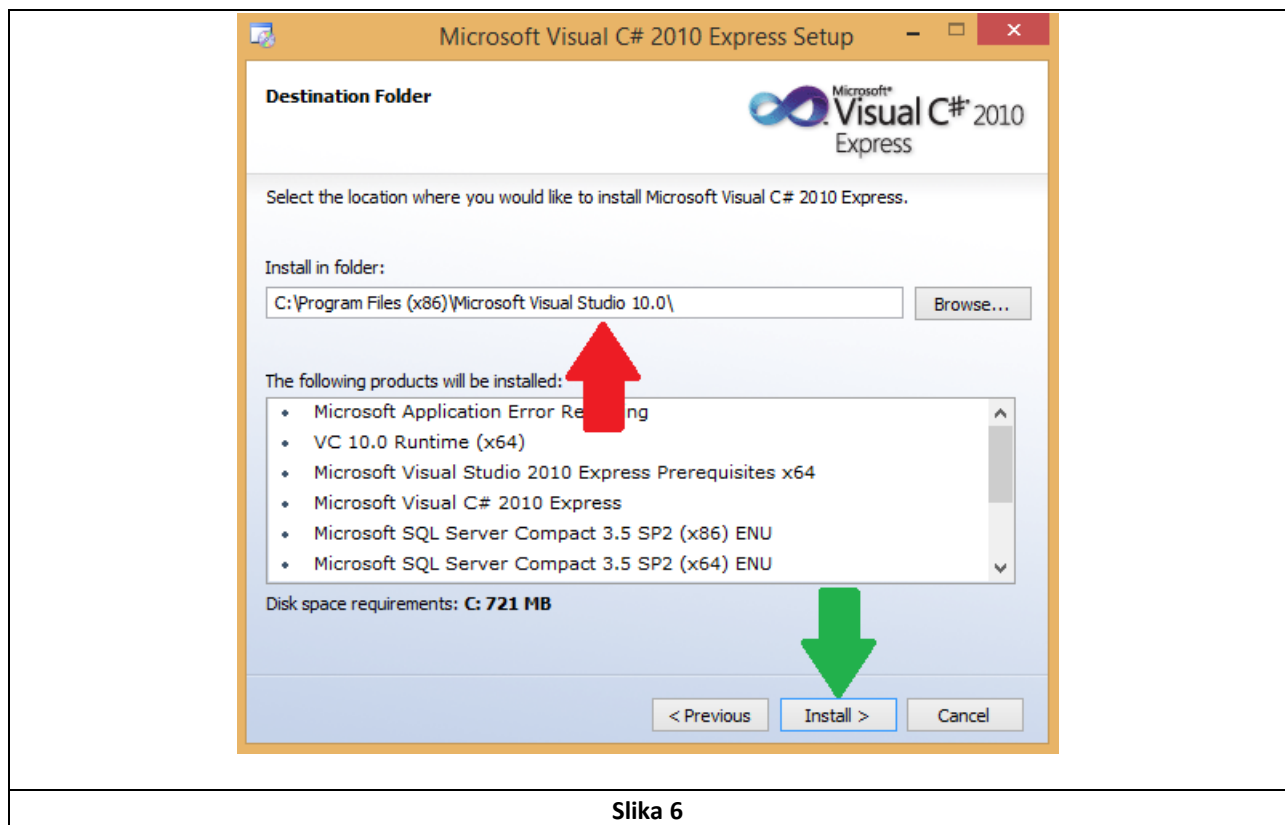 Microsoft Visual C# 2010 Express Setup
Destination Folder
Microsoft®
Visual C#® 2010
Express
Select the location where you would like to install Microsoft Visual C# 2010 Express.
Install in folder:
C:\Program Files (x86)\Microsoft Visual Studio 10.0\
Browse...
The following products will be installed:
• Microsoft Application Error
• VC 10.0 Runtime (x64)
• Microsoft Visual Studio 2010 Express Prerequisites x64
• Microsoft Visual C# 2010 Express
• Microsoft SQL Server Compact 3.5 SP2 (x86) ENU
• Microsoft SQL Server Compact 3.5 SP2 (x64) ENU
Disk space requirements: C: 721 MB
< Previous Install > Cancel
Slika 6